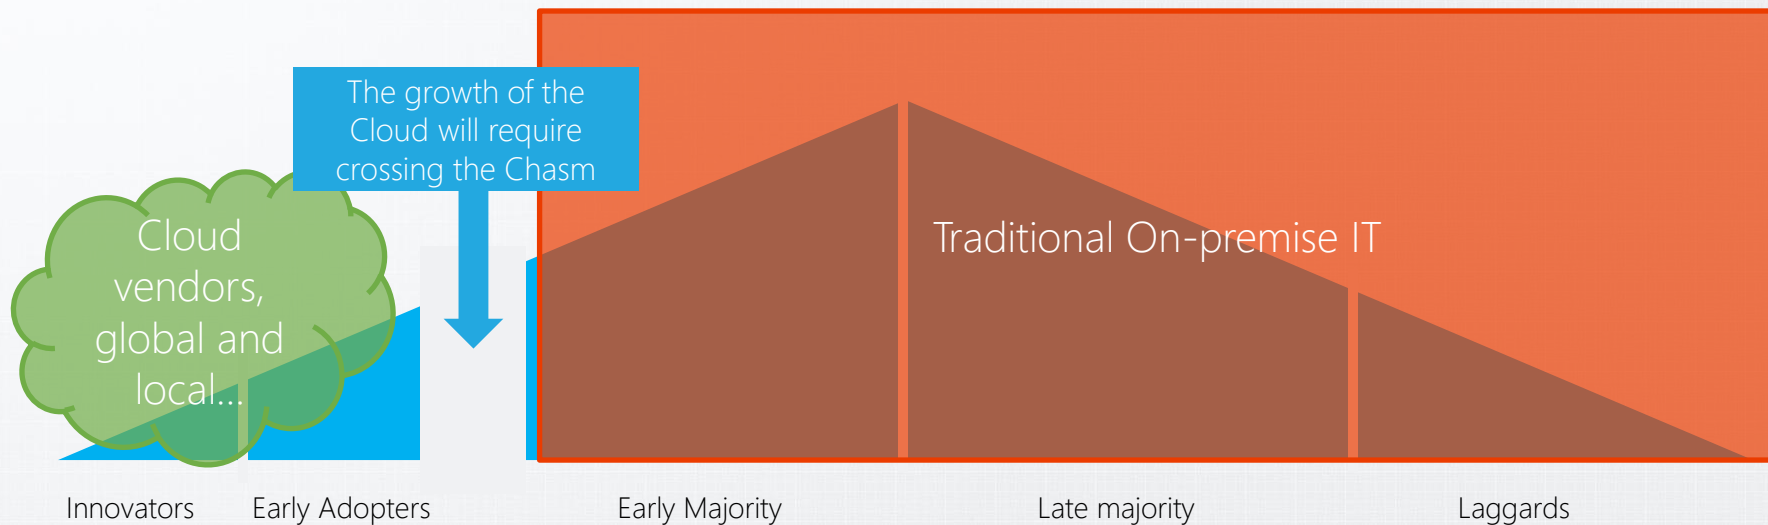 The growth of the
Cloud will require
crossing the Chasm
Cloud
vendors,
global and
local...
Traditional On-premise IT
Innovators
Early Adopters
Early Majority
Late majority
Laggards